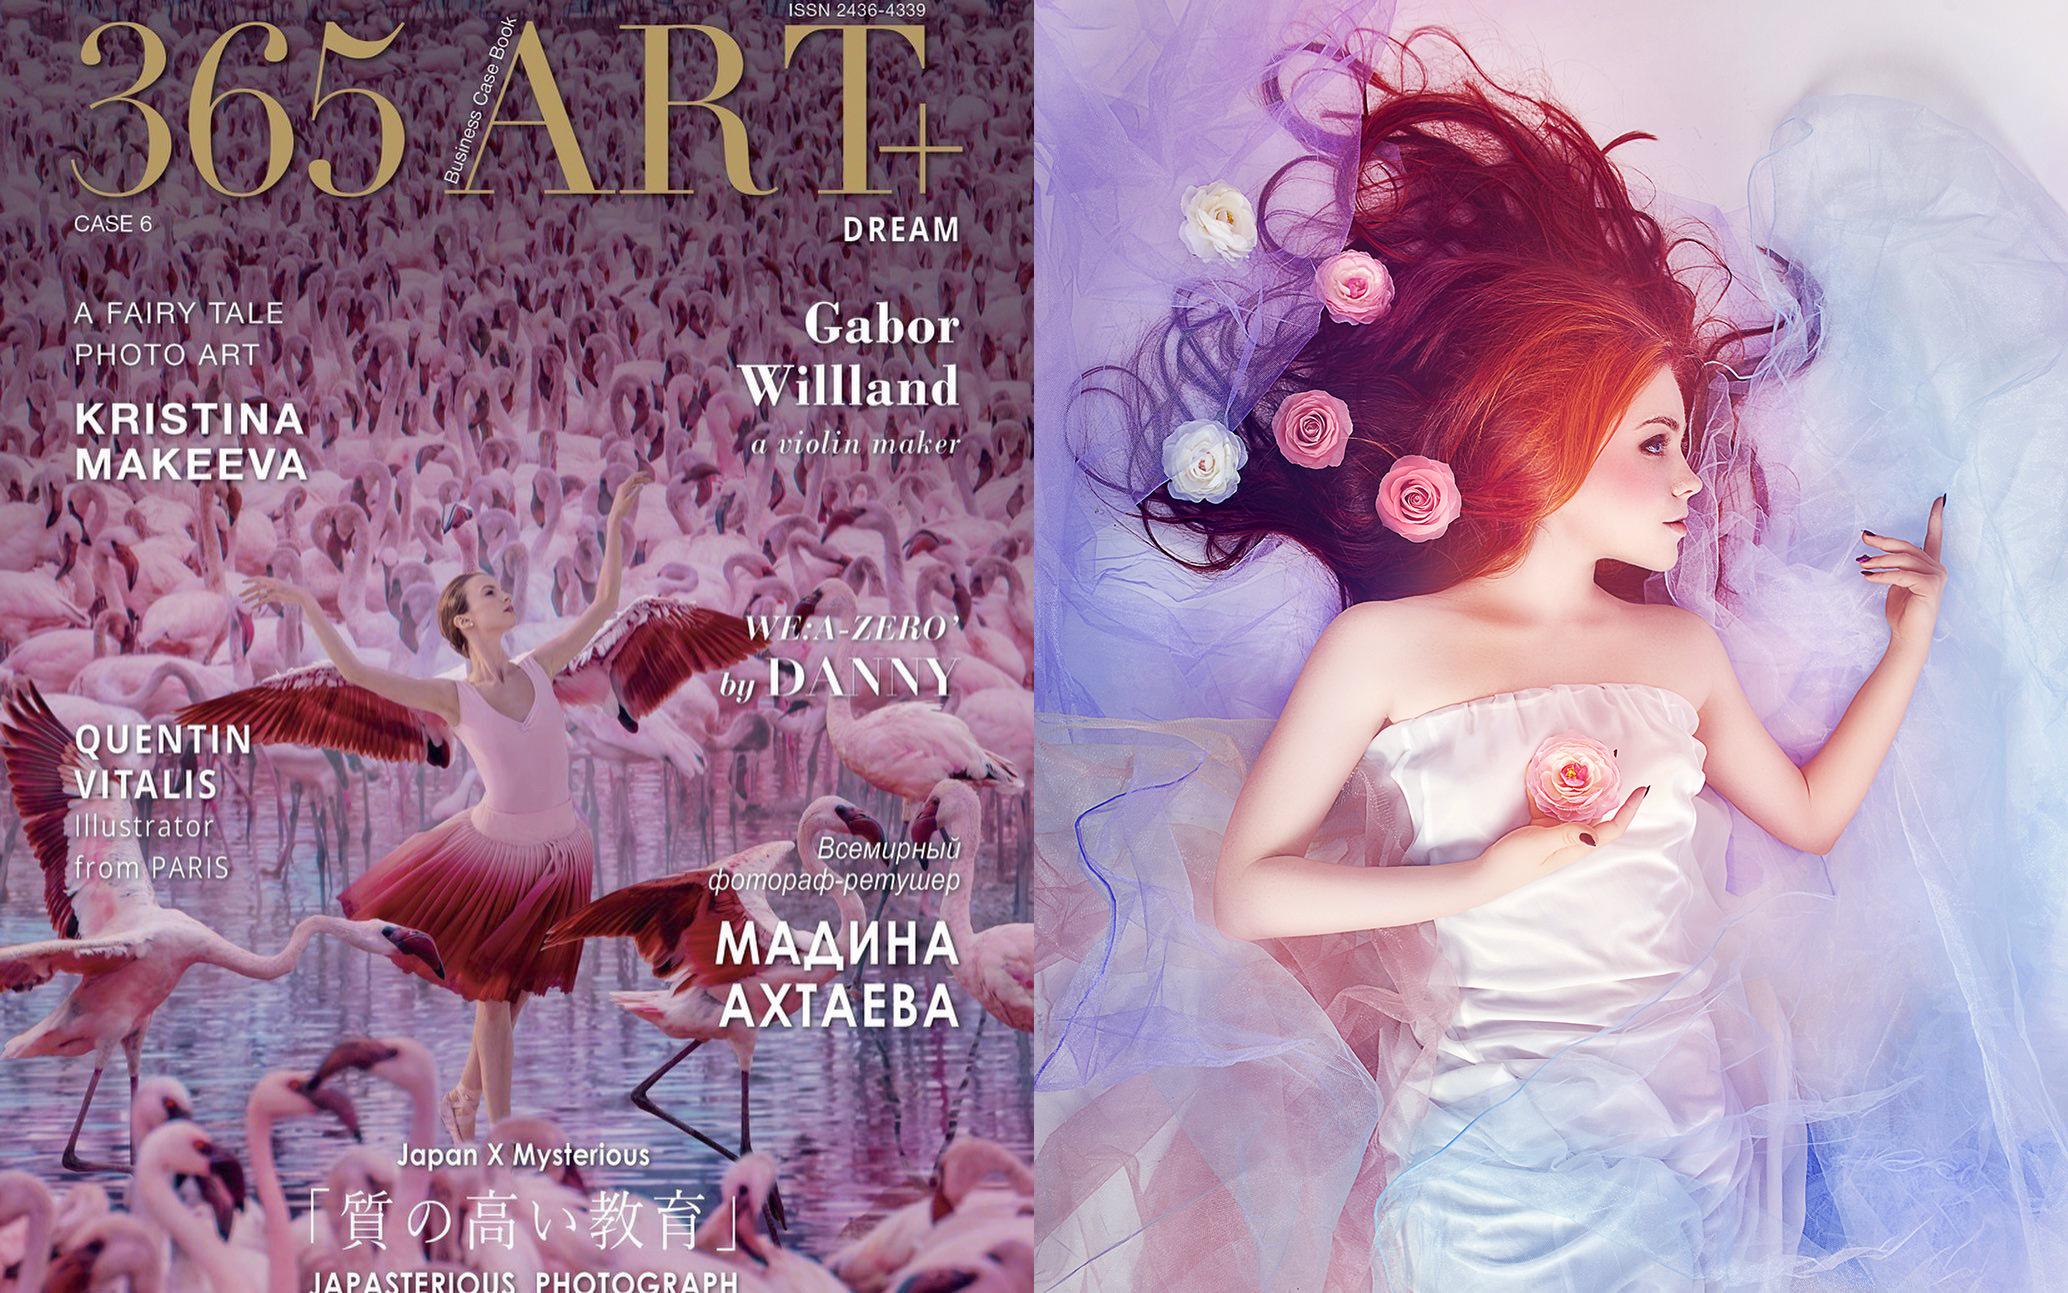 ISSN 2436-4339
365 ART+
Business Case Book
CASE 6
DREAM
A FAIRY TALE
PHOTO ART
KRISTINA
MAKEEVA
Gabor
Willland
a violin maker
WE:A-ZERO'
by DANNY
QUENTIN
VITALIS
Illustrator
from PARIS
Всемирный
фотораф-ретушер
МАДИНА
АХТАЕВА
Japan X Mysterious
「質の高い教育」
JAPASTERIOUS PHOTOGRAPH